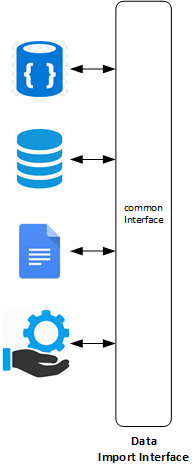 { }
common
Interface
Data
Import Interface